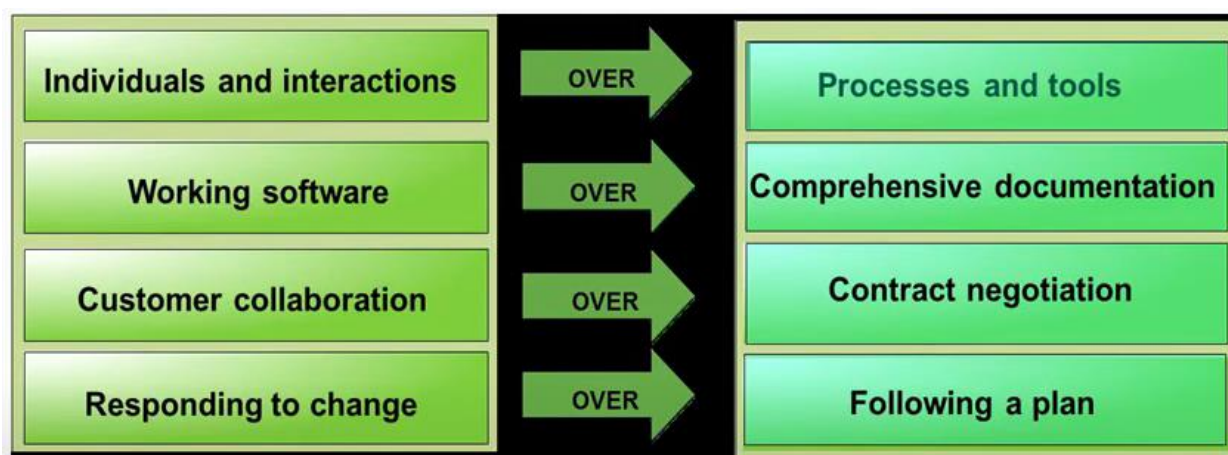 Individuals and interactions OVER Processes and tools
Working software OVER Comprehensive documentation
Customer collaboration OVER Contract negotiation
Responding to change OVER Following a plan